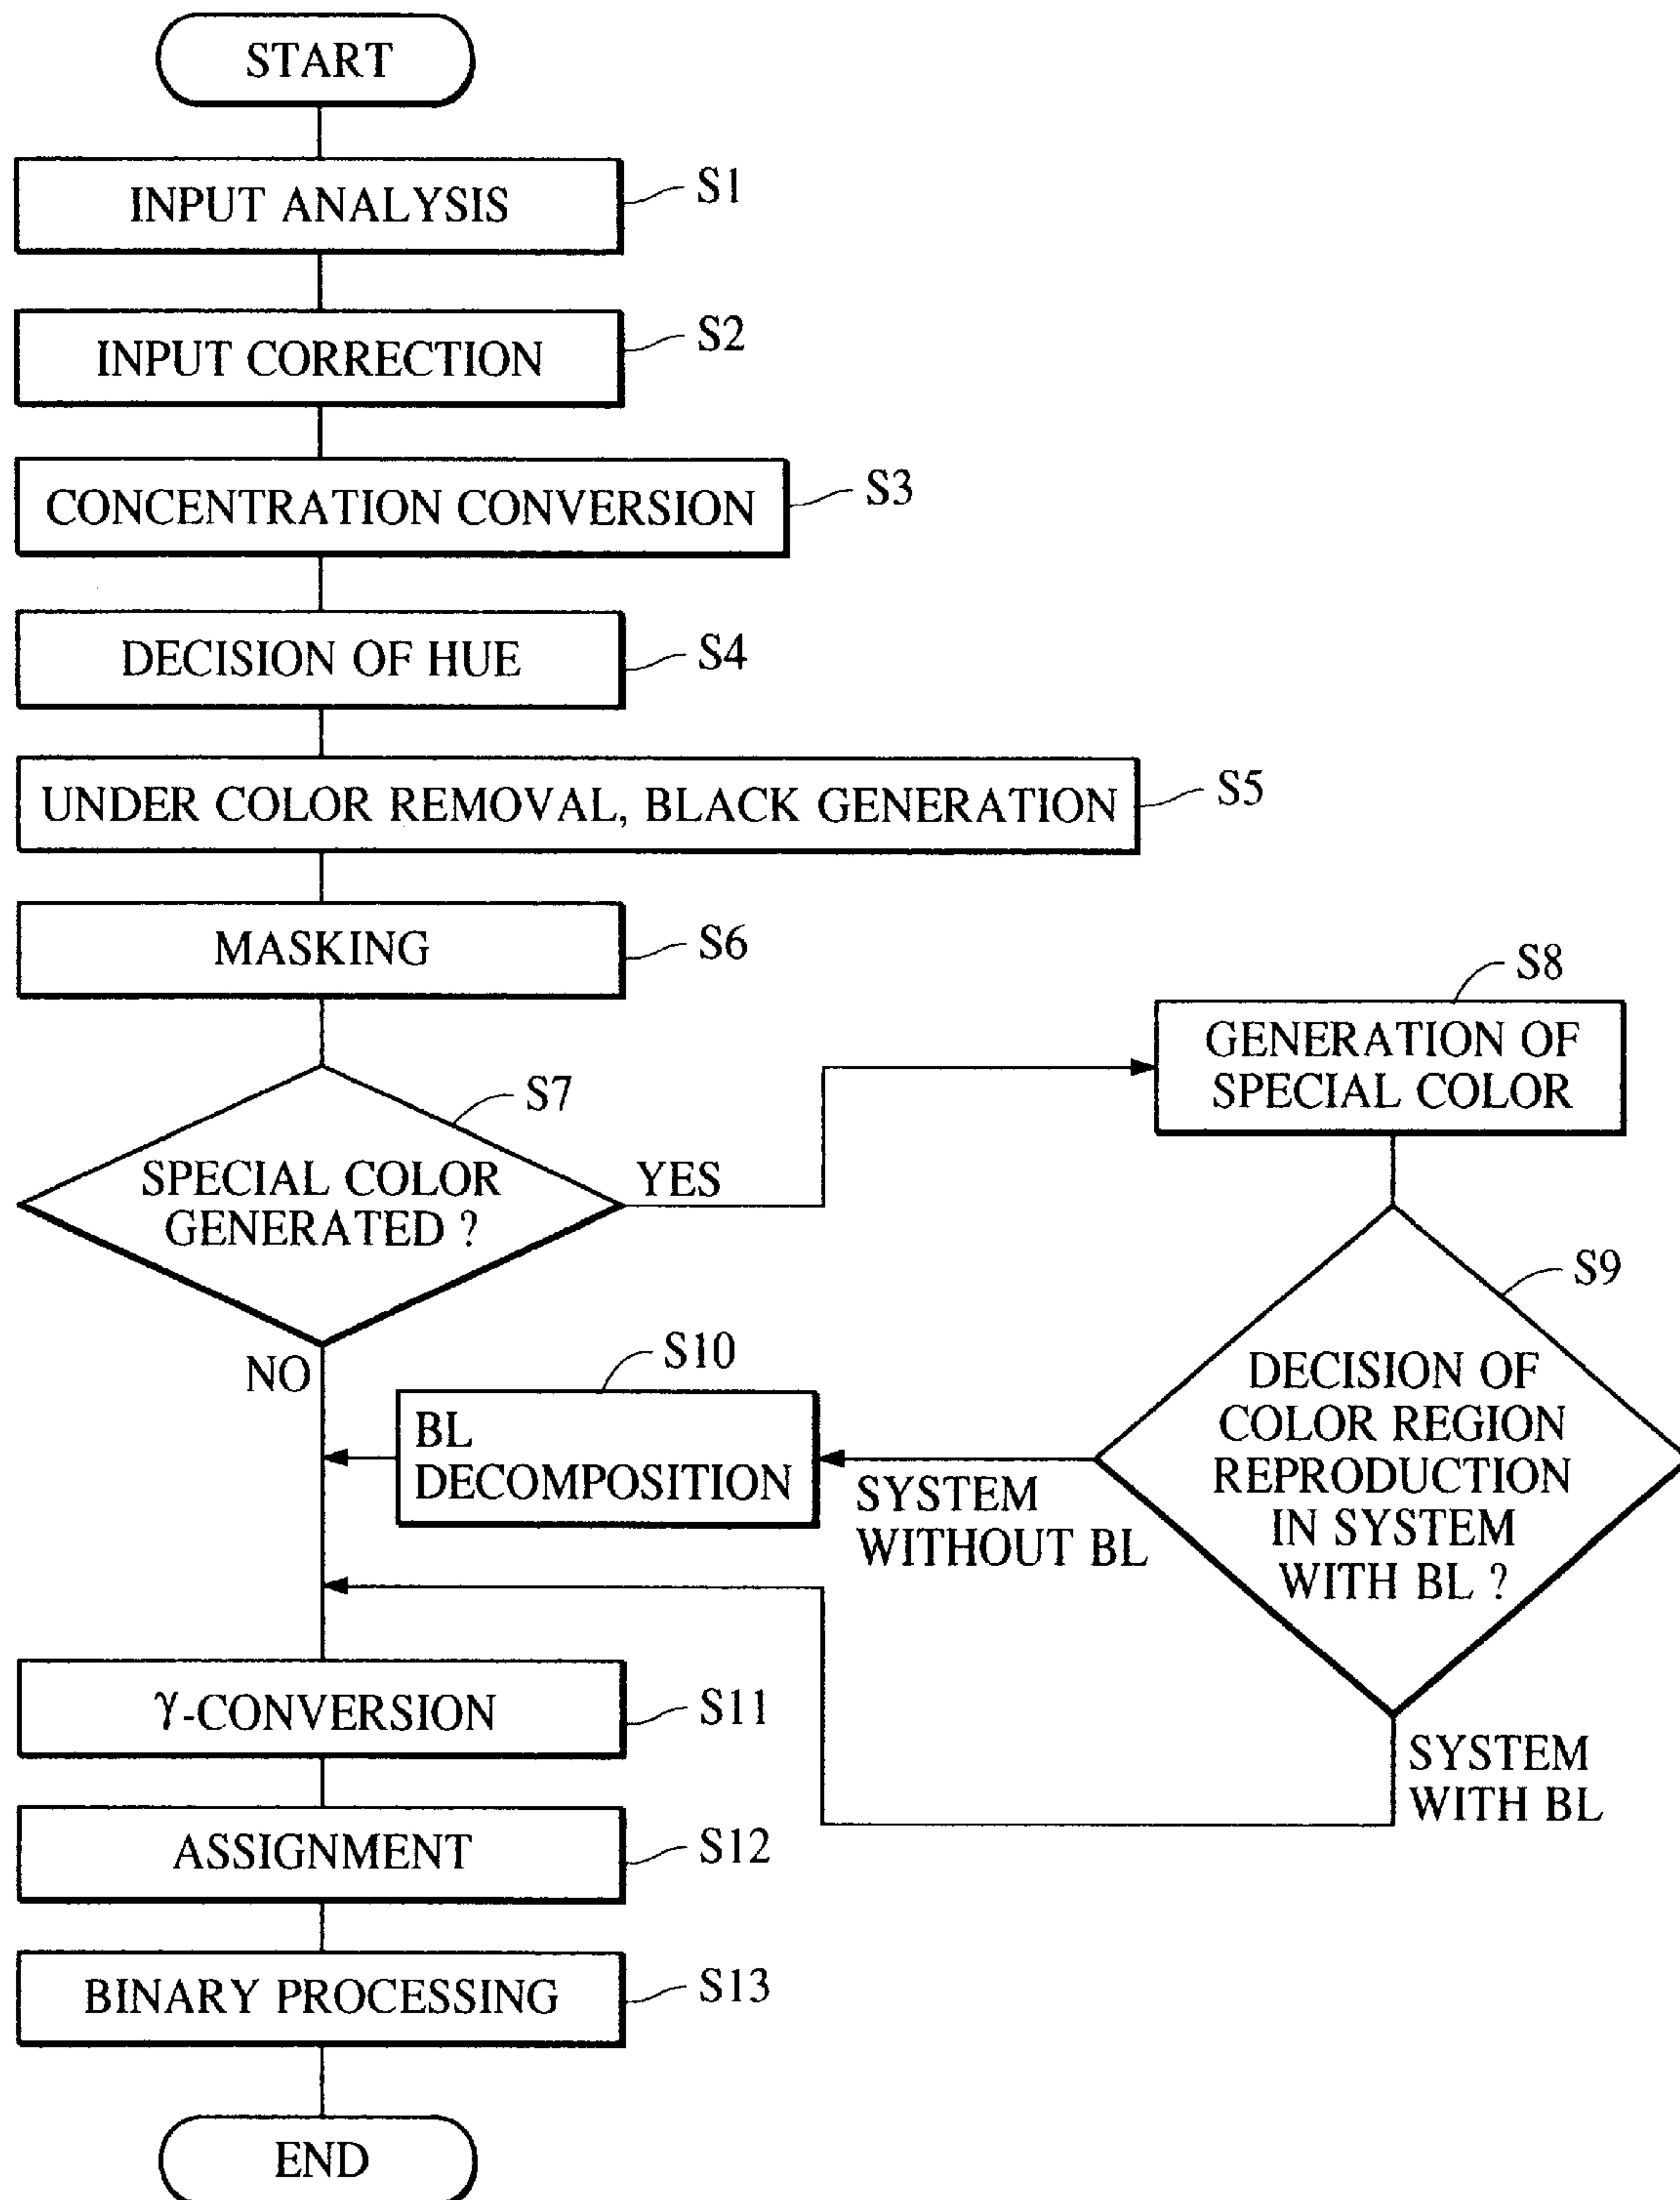 START
INPUT ANALYSIS
S1
INPUT CORRECTION
S2
CONCENTRATION CONVERSION
S3
DECISION OF HUE
S4
UNDER COLOR REMOVAL, BLACK GENERATION
S5
MASKING
S6
S7
SPECIAL COLOR
GENERATED ?
YES
NO
S8
GENERATION OF
SPECIAL COLOR
S9
DECISION OF
COLOR REGION
REPRODUCTION
IN SYSTEM
WITH BL ?
SYSTEM
WITHOUT BL
S10
BL
DECOMPOSITION
SYSTEM
WITH BL
γ-CONVERSION
S11
ASSIGNMENT
S12
BINARY PROCESSING
S13
END